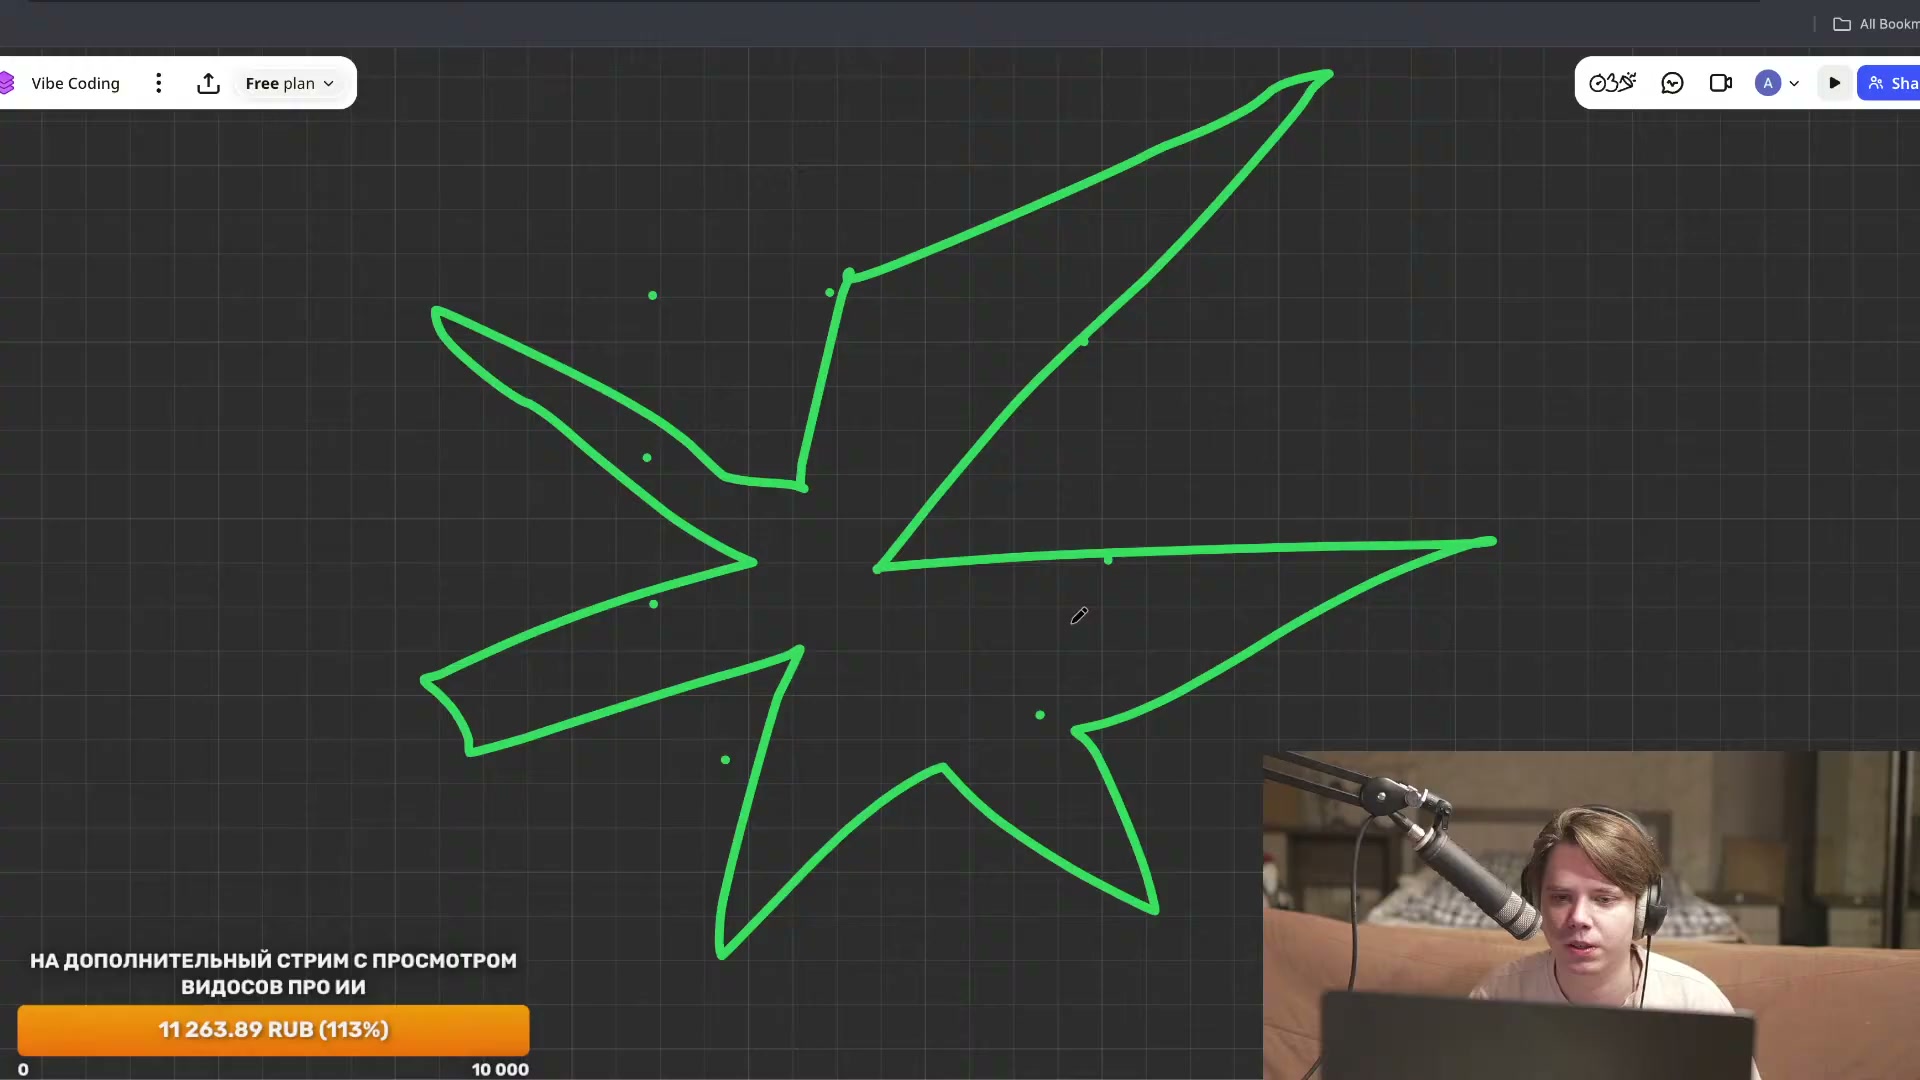 All Bookm
Vibe Coding
Free plan
A
Sha
НА ДОПОЛНИТЕЛЬНЫЙ СТРИМ С ПРОСМОТРОМ
ВИДОСОВ ПРО ИИ
11 263.89 RUB (113%)
0
10 000